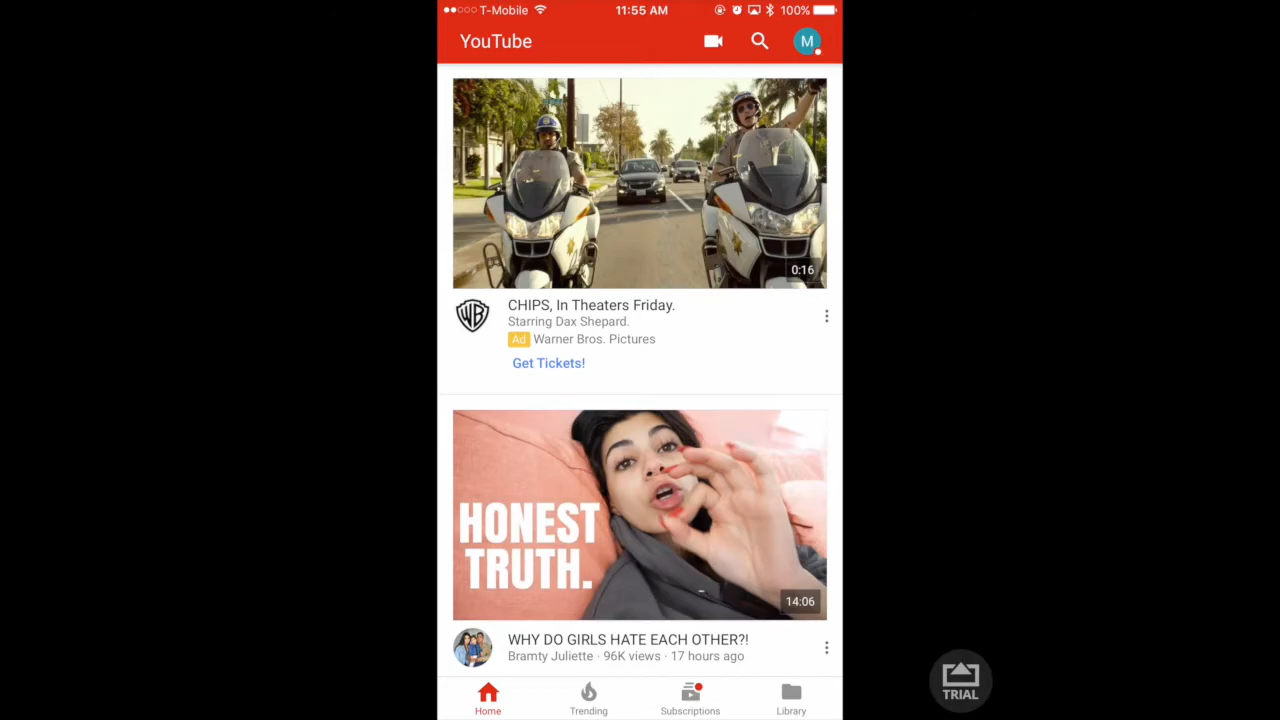 T-Mobile 11:55 AM 100%
YouTube M
0:16
WB
CHIPS, In Theaters Friday.
Starring Dax Shepard.
Ad Warner Bros. Pictures
Get Tickets!
HONEST
TRUTH.
14:06
WHY DO GIRLS HATE EACH OTHER?!
Bramty Juliette · 96K views · 17 hours ago
Home Trending Subscriptions Library
TRIAL